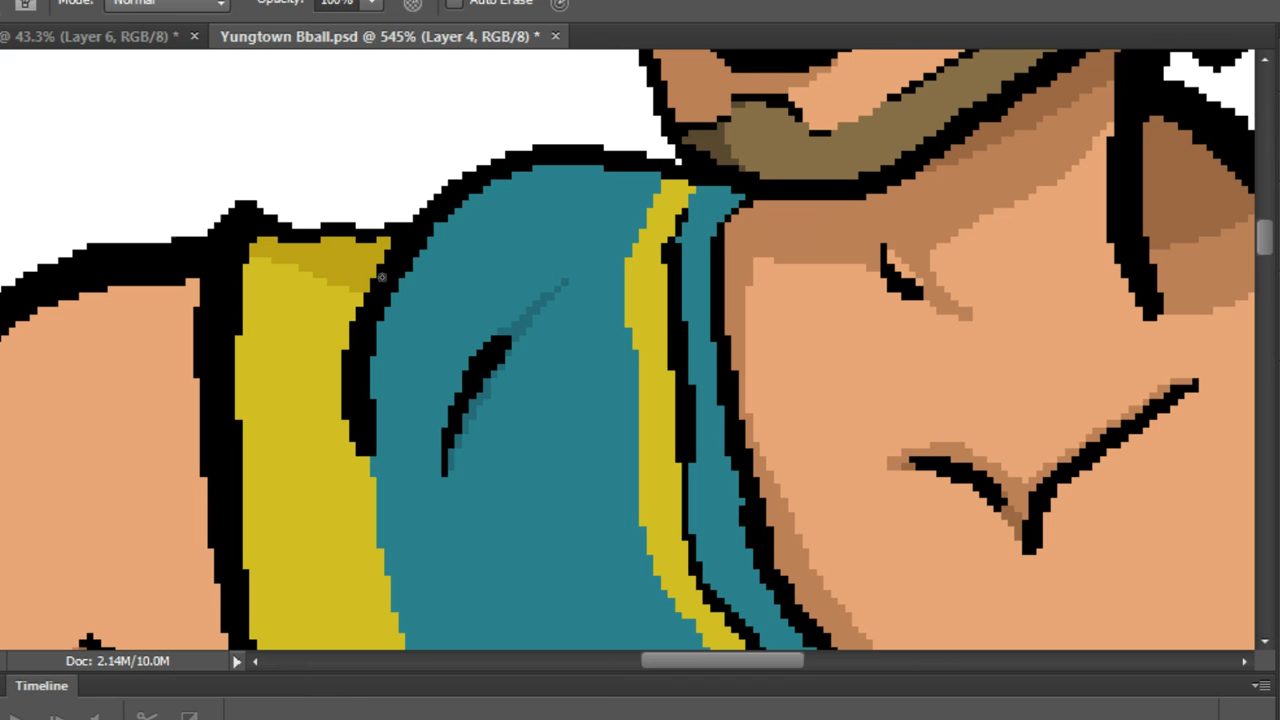 Mode: Normal Opacity: 100% Auto Erase
@ 43.3% (Layer 6, RGB/8) * × Yungtown Bball.psd @ 545% (Layer 4, RGB/8) * ×
Doc: 2.14M/10.0M
Timeline